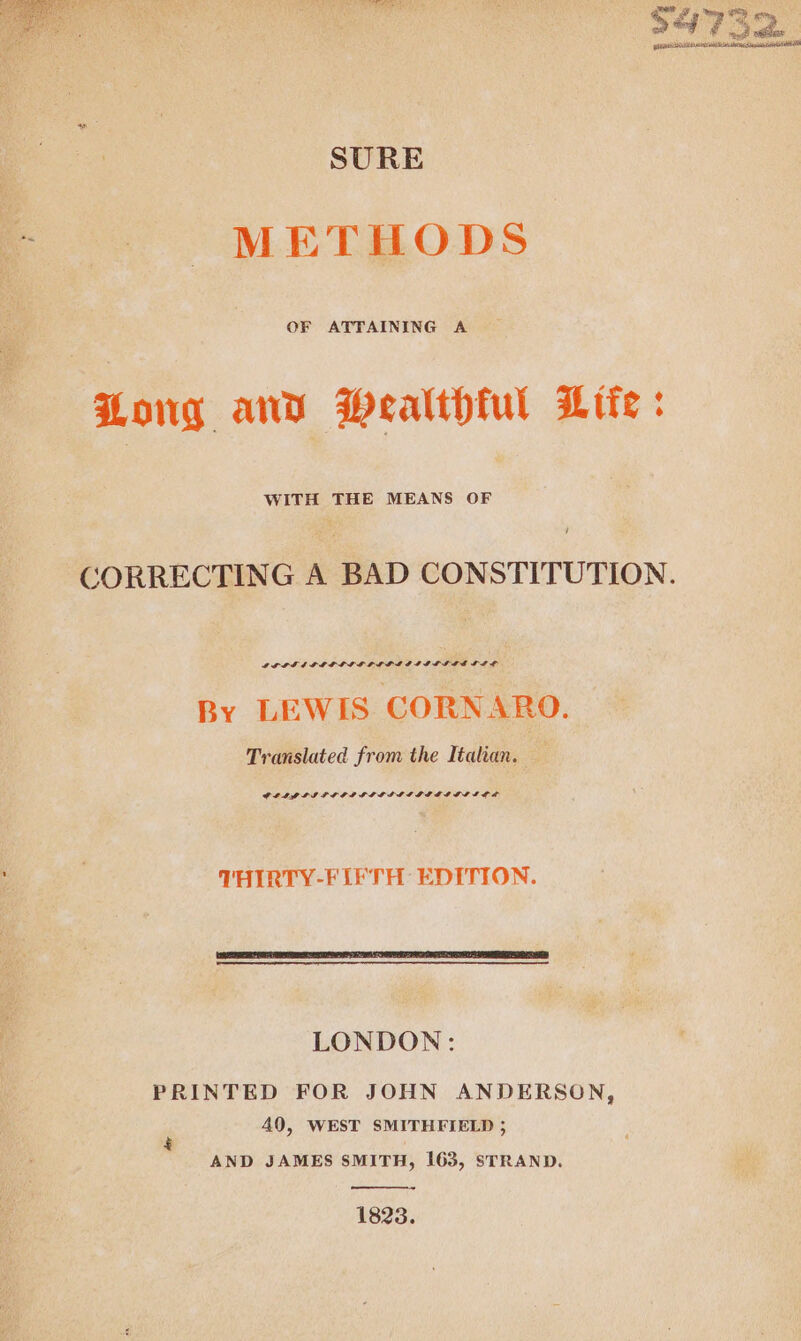 54732
SURE
METHODS
OF ATTAINING A
Long and Healthful Life:
WITH THE MEANS OF
CORRECTING A BAD CONSTITUTION.
By LEWIS CORNARO.
Translated from the Italian.
THIRTY-FIFTH EDITION.
LONDON:
PRINTED FOR JOHN ANDERSON,
40, WEST SMITHFIELD;
AND JAMES SMITH, 163, STRAND.
1823.